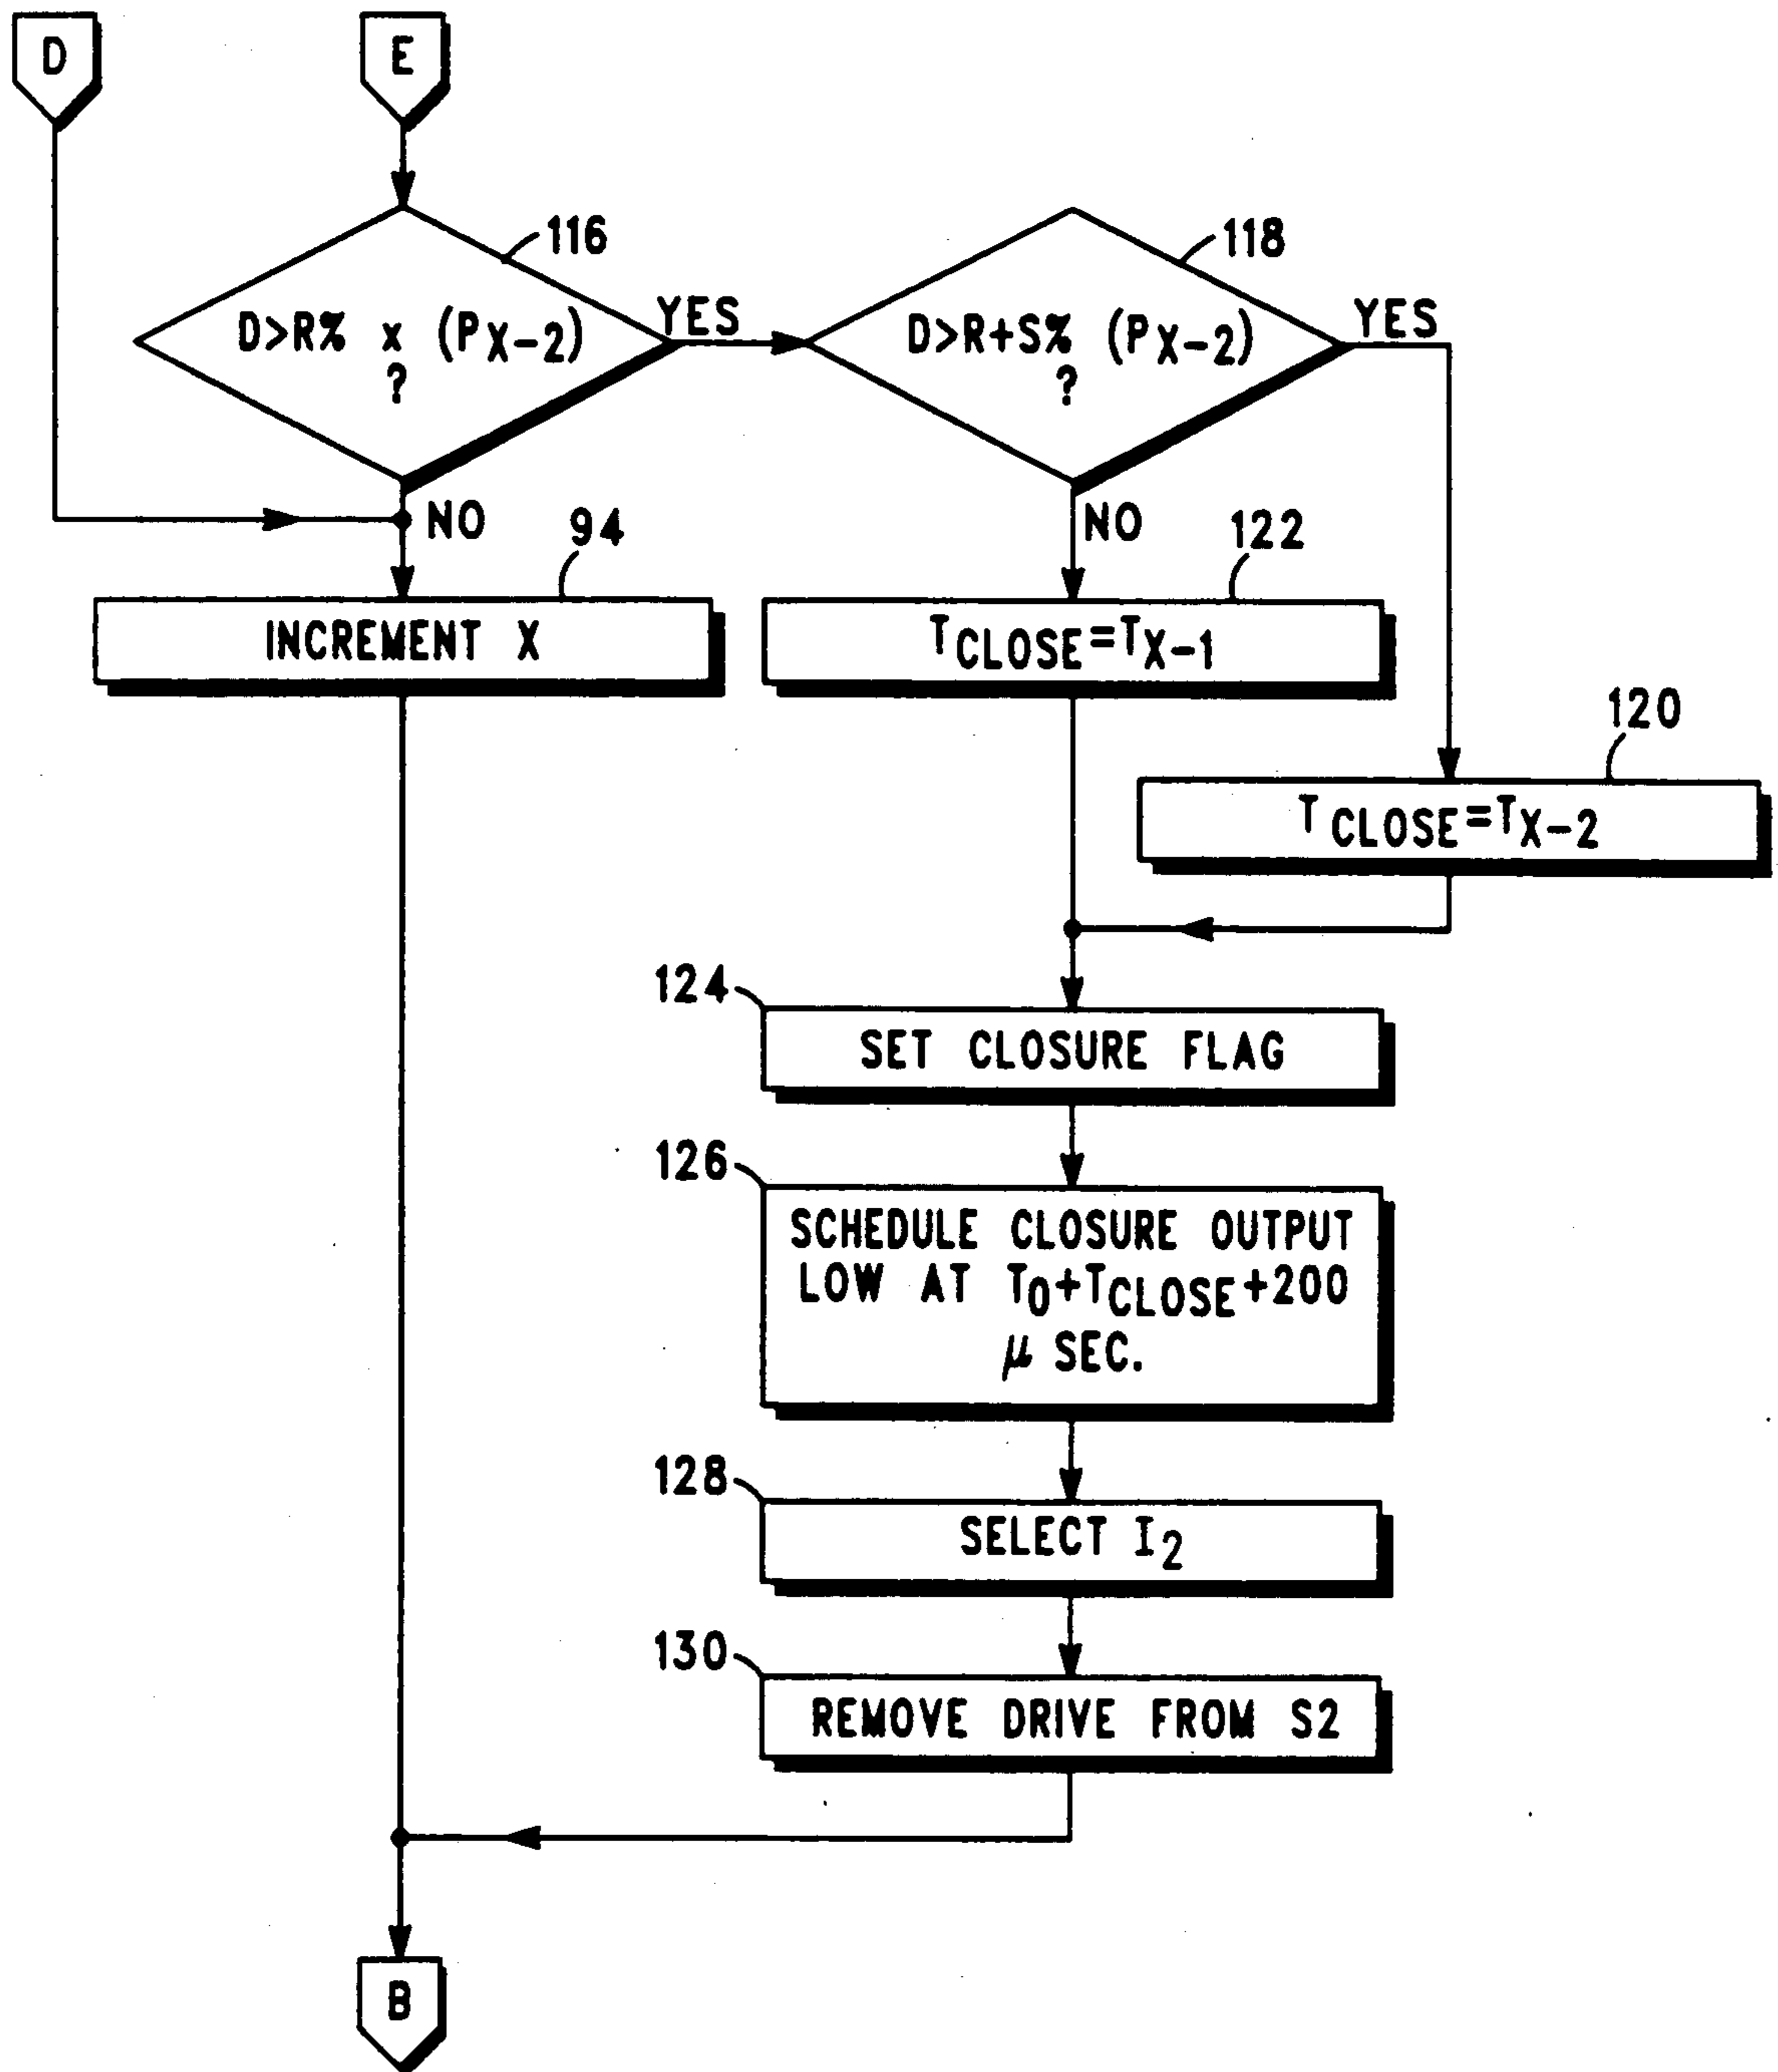 D
E
116
118
D>R% x (PX-2)
?
YES
D>R+S% (PX-2)
?
YES
NO
94
NO
122
INCREMENT X
TCLOSE=TX-1
120
TCLOSE=TX-2
124
SET CLOSURE FLAG
126
SCHEDULE CLOSURE OUTPUT
LOW AT T0+TCLOSE+200
μ SEC.
128
SELECT I2
130
REMOVE DRIVE FROM S2
B